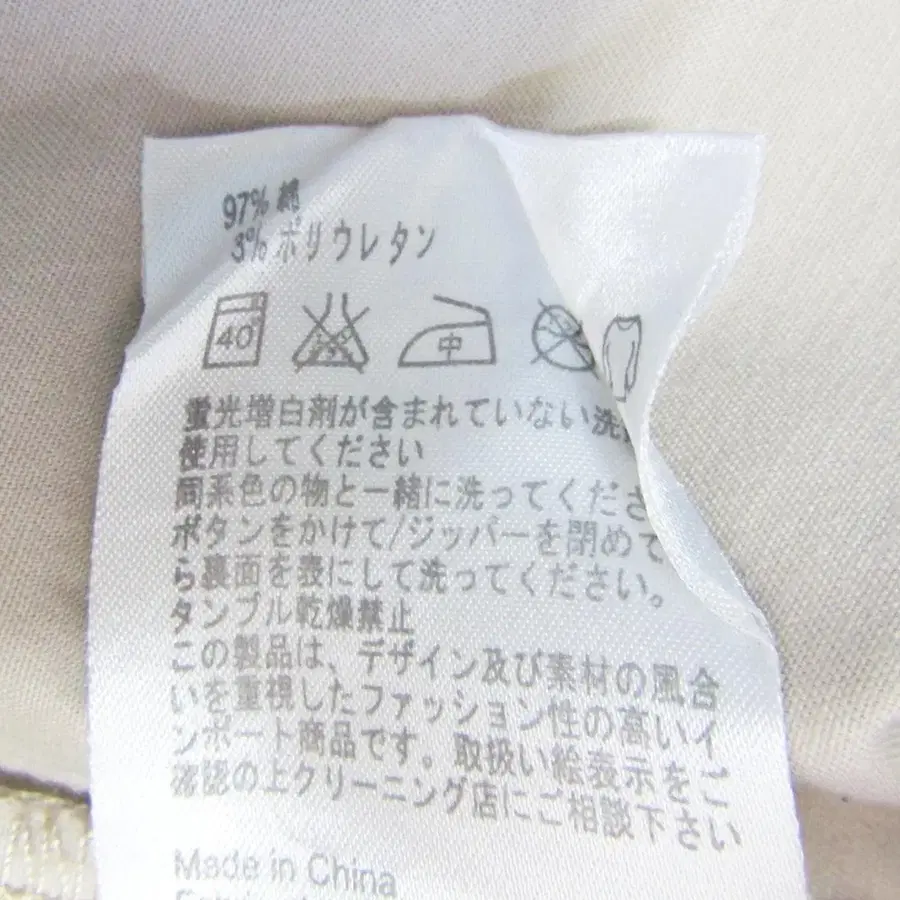 97% 綿
3% ポリウレタン
40
中
蛍光増白剤が含まれていない洗
使用してください
同系色の物と一緒に洗ってくださ
ボタンをかけて/ジッパーを閉めて
ら裏面を表にして洗ってください。
タンブル乾燥禁止
この製品は、デザイン及び素材の風合
いを重視したファッション性の高いイ
ンポート商品です。取扱い絵表示をご
確認の上クリーニング店にご相談下さい
Made in China